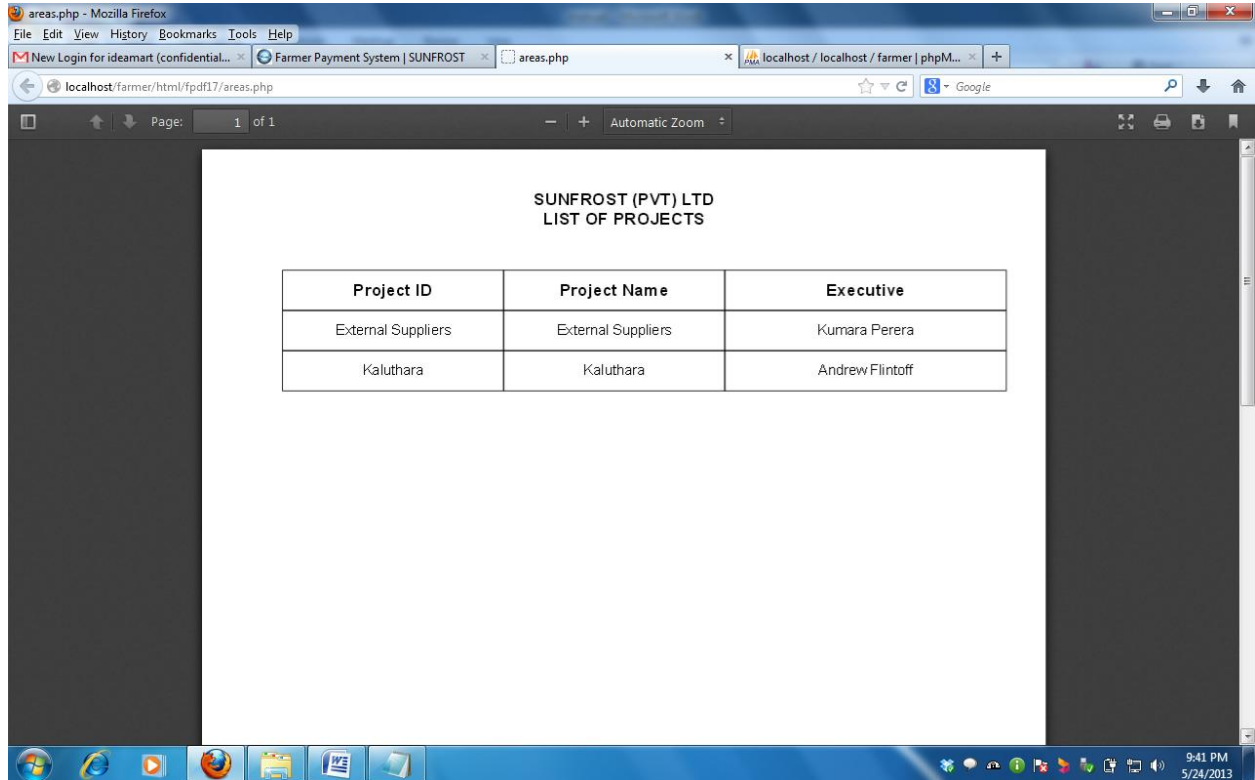 areas.php - Mozilla Firefox
File Edit View History Bookmarks Tools Help
New Login for ideamart (confidential... × Farmer Payment System | SUNFROST × areas.php × localhost / localhost / farmer | phpM... × +
localhost/farmer/html/fpdf17/areas.php Google
Page: 1 of 1 Automatic Zoom
SUNFROST (PVT) LTD
LIST OF PROJECTS
Project ID Project Name Executive
External Suppliers External Suppliers Kumara Perera
Kaluthara Kaluthara Andrew Flintoff
9:41 PM
5/24/2013